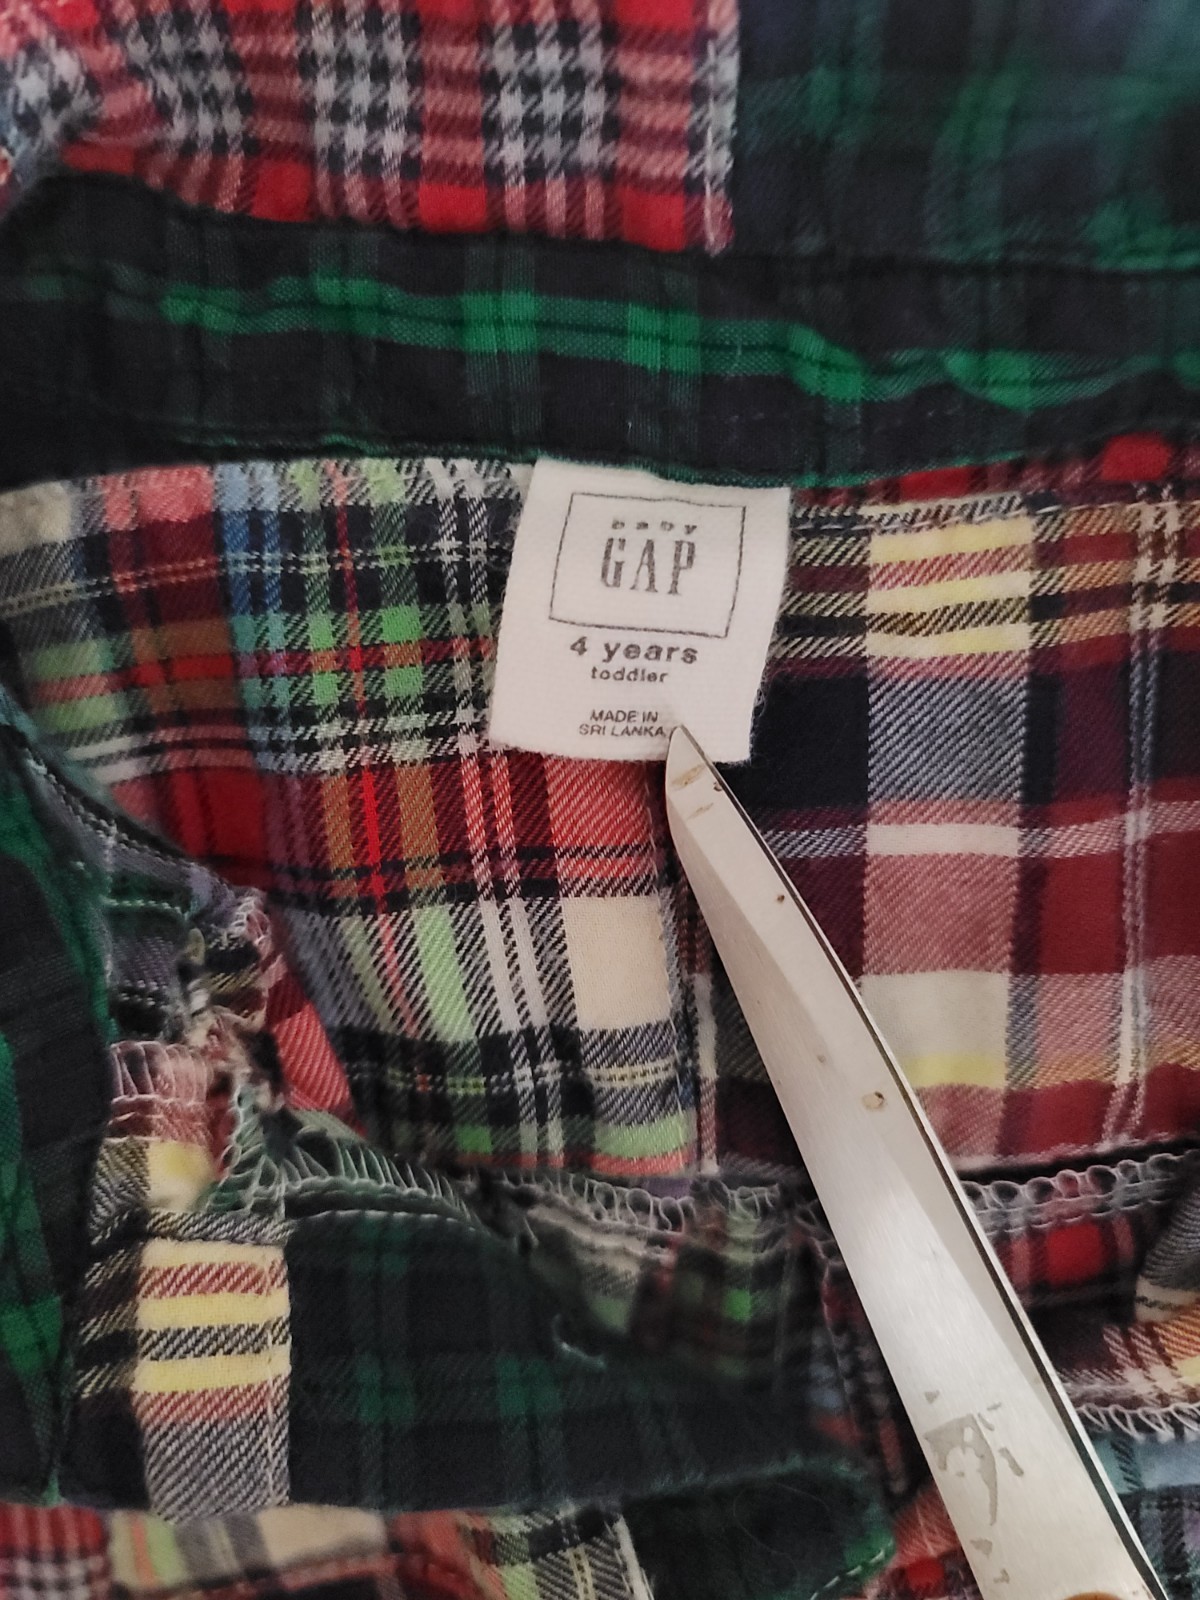 baby
GAP
4 years
toddler
MADE IN
SRI LANKA